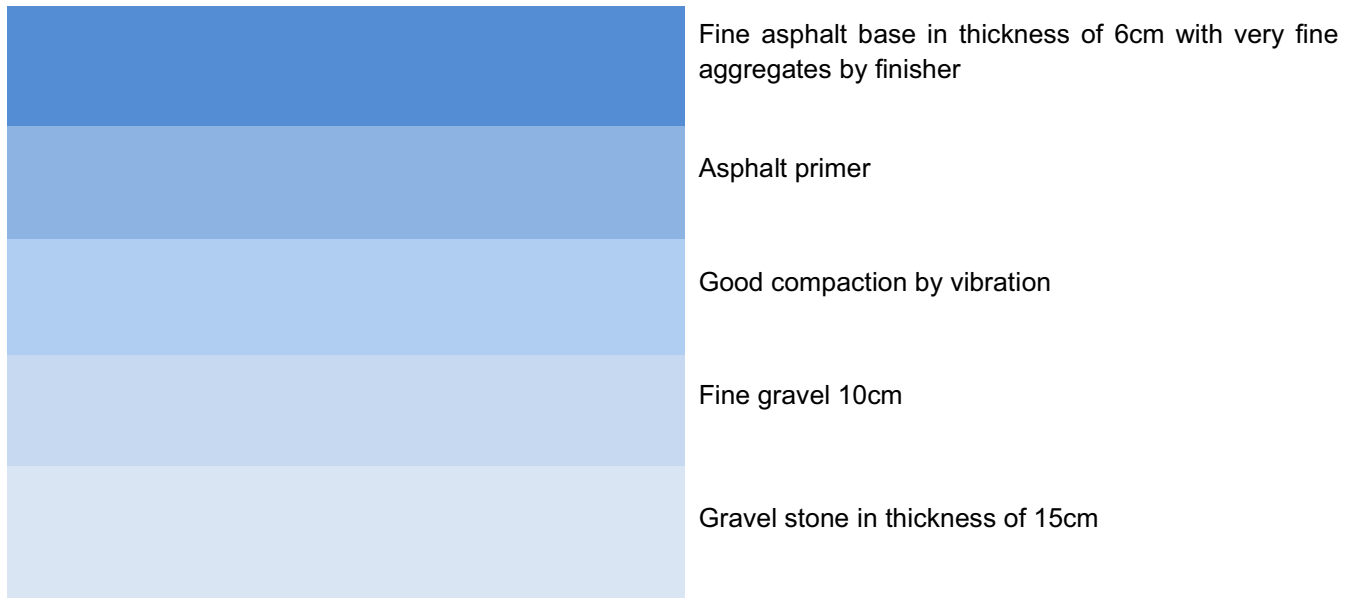 Fine asphalt base in thickness of 6cm with very fine
aggregates by finisher
Asphalt primer
Good compaction by vibration
Fine gravel 10cm
Gravel stone in thickness of 15cm